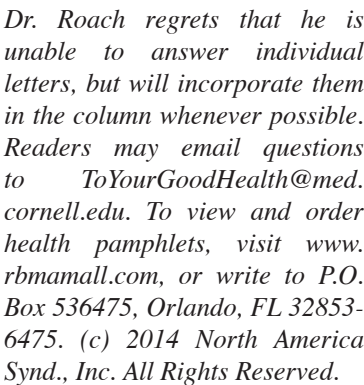 Dr. Roach regrets that he is
unable to answer individual
letters, but will incorporate them
in the column whenever possible.
Readers may email questions
to ToYourGoodHealth@med.
cornell.edu. To view and order
health pamphlets, visit www.
rbmamall.com, or write to P.O.
Box 536475, Orlando, FL 32853-
6475. (c) 2014 North America
Synd., Inc. All Rights Reserved.